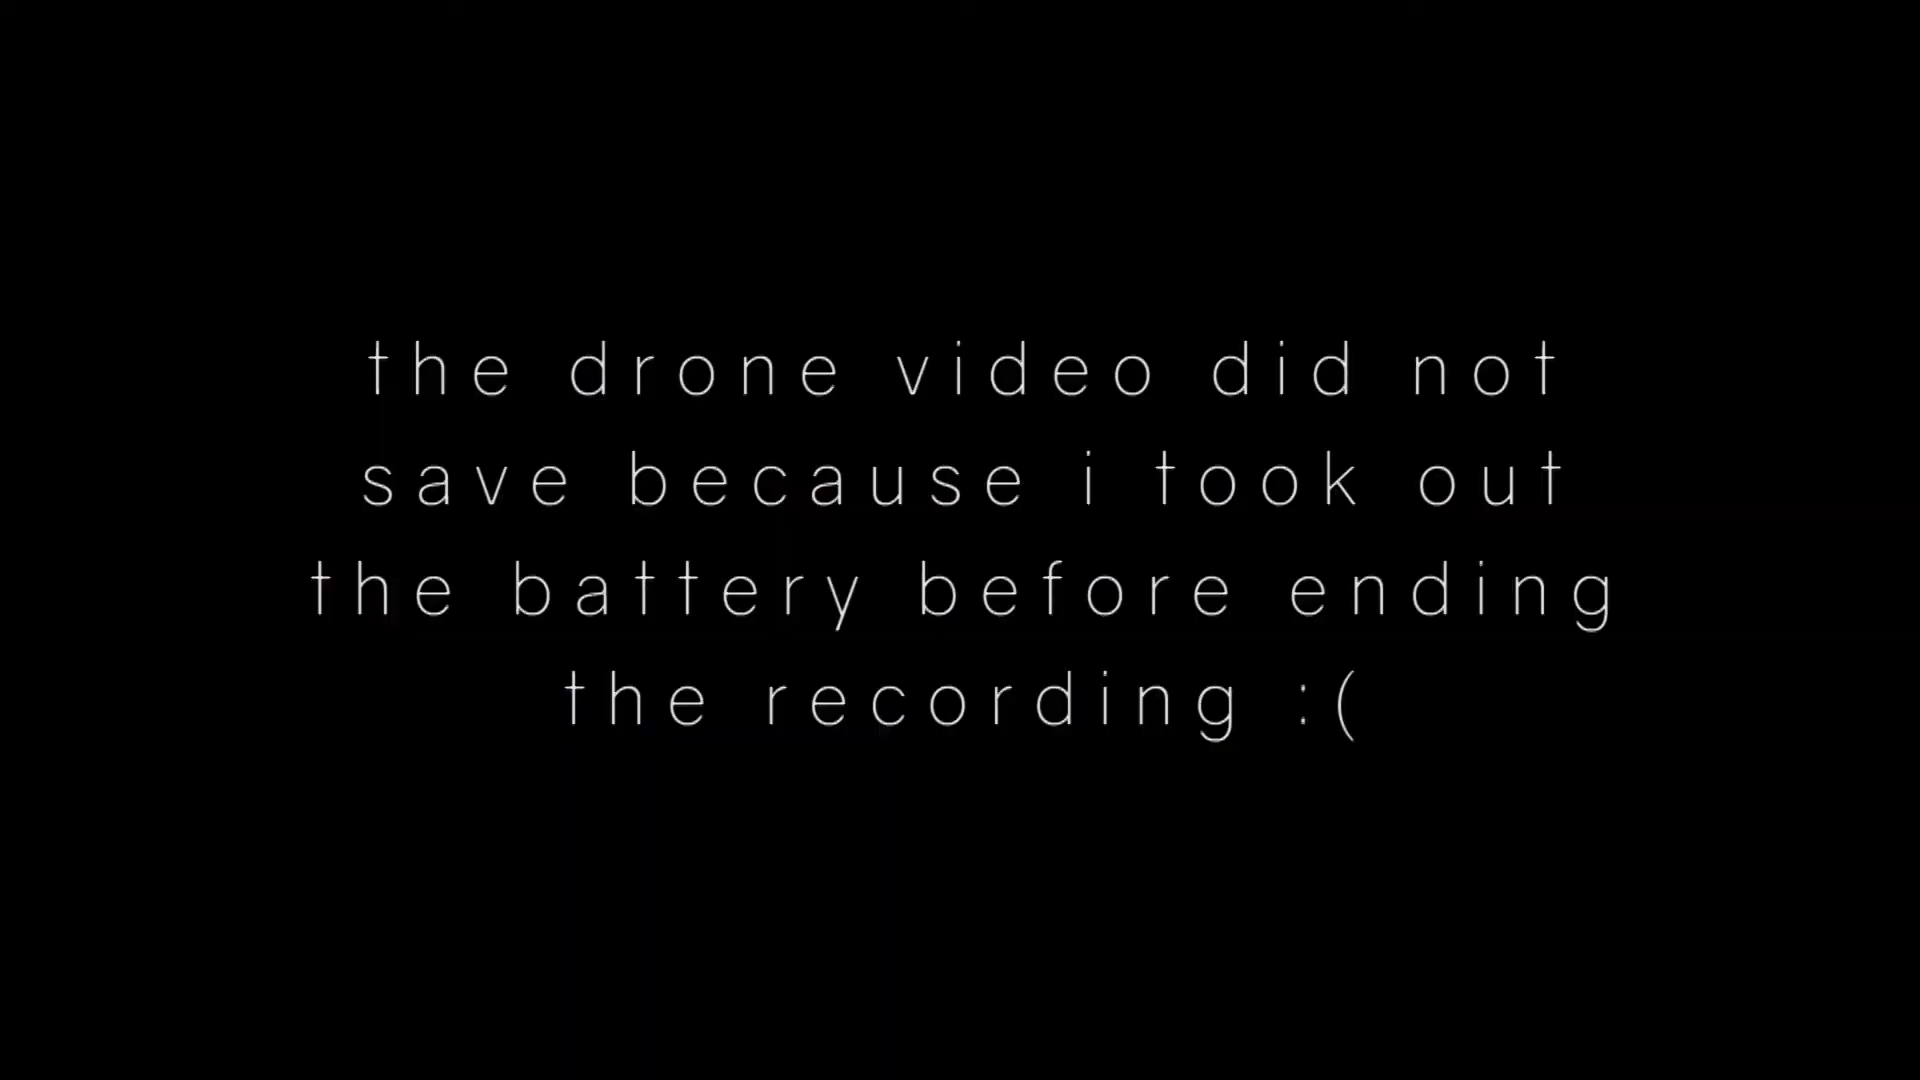 the drone video did not
save because i took out
the battery before ending
the recording :(